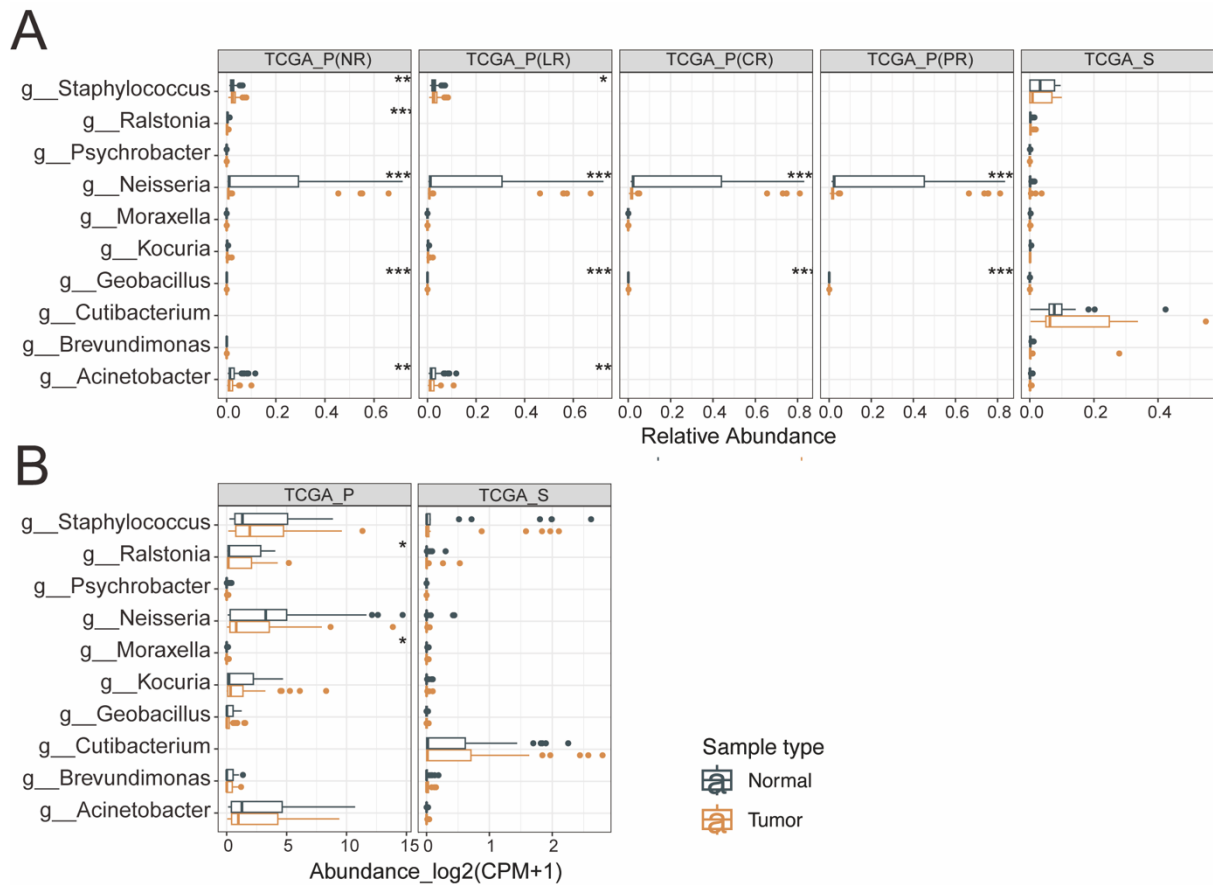 A
TCGA_P(NR) TCGA_P(LR) TCGA_P(CR) TCGA_P(PR) TCGA_S
g__Staphylococcus ** *
g__Ralstonia ***
g__Psychrobacter
g__Neisseria *** *** *** ***
g__Moraxella
g__Kocuria
g__Geobacillus *** *** *** ***
g__Cutibacterium
g__Brevundimonas
g__Acinetobacter ** **
0.0 0.2 0.4 0.6 0.0 0.2 0.4 0.6 0.0 0.2 0.4 0.6 0.8 0.0 0.2 0.4 0.6 0.8 0.0 0.2 0.4
Relative Abundance
B
TCGA_P TCGA_S
g__Staphylococcus
g__Ralstonia *
g__Psychrobacter
g__Neisseria
g__Moraxella *
g__Kocuria
g__Geobacillus
g__Cutibacterium
g__Brevundimonas
g__Acinetobacter
0 5 10 15 0 1 2
Abundance_log2(CPM+1)
Sample type
a Normal
a Tumor